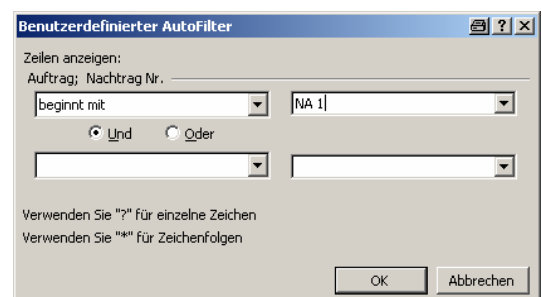 Benutzerdefinierter AutoFilter
Zeilen anzeigen:
Auftrag; Nachtrag Nr.
beginnt mit NA 1
Und Oder
Verwenden Sie "?" für einzelne Zeichen
Verwenden Sie "*" für Zeichenfolgen
OK Abbrechen